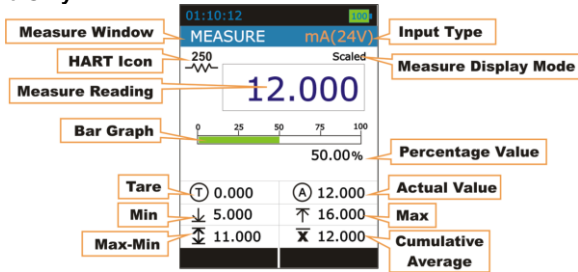 01:10:12 100
Measure Window MEASURE mA(24V) Input Type
HART Icon 250 Scaled Measure Display Mode
Measure Reading 12.000
Bar Graph 0 25 50 75 100
50.00% Percentage Value
Tare T 0.000 A 12.000 Actual Value
Min 5.000 16.000 Max
Max-Min 11.000 X 12.000 Cumulative
Average